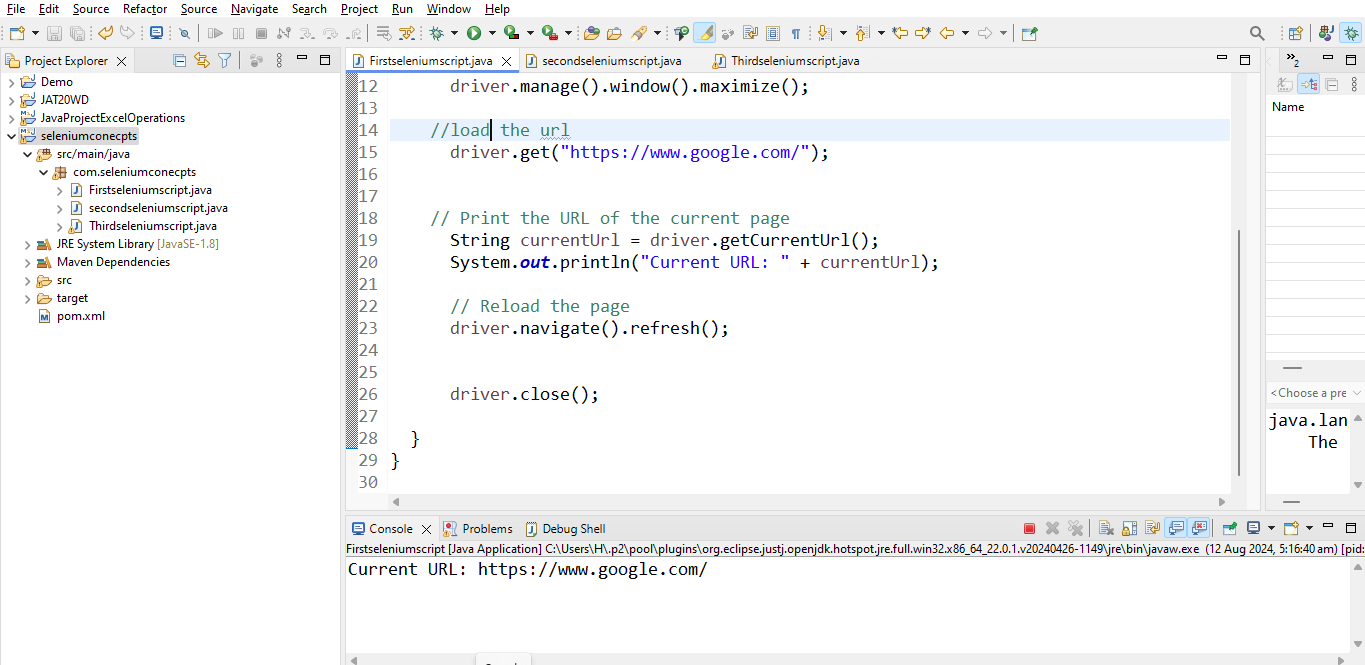 File Edit Source Refactor Source Navigate Search Project Run Window Help
Project Explorer
Firstseleniumscript.java secondseleniumscript.java Thirdseleniumscript.java
2
Demo
JAT20WD
JavaProjectExcelOperations
seleniumconecpts
src/main/java
com.seleniumconecpts
Firstseleniumscript.java
secondseleniumscript.java
Thirdseleniumscript.java
JRE System Library [JavaSE-1.8]
Maven Dependencies
src
target
pom.xml
12 driver.manage().window().maximize();
13
14 //load the url
15 driver.get("https://www.google.com/");
16
17
18 // Print the URL of the current page
19 String currentUrl = driver.getCurrentUrl();
20 System.out.println("Current URL: " + currentUrl);
21
22 // Reload the page
23 driver.navigate().refresh();
24
25
26 driver.close();
27
28 }
29 }
30
Name
<Choose a pre
java.lan
The
Console Problems Debug Shell
Firstseleniumscript [Java Application] C:\Users\H\.p2\pool\plugins\org.eclipse.justj.openjdk.hotspot.jre.full.win32.x86_64_22.0.1.v20240426-1149\jre\bin\javaw.exe (12 Aug 2024, 5:16:40 am) [pid:
Current URL: https://www.google.com/